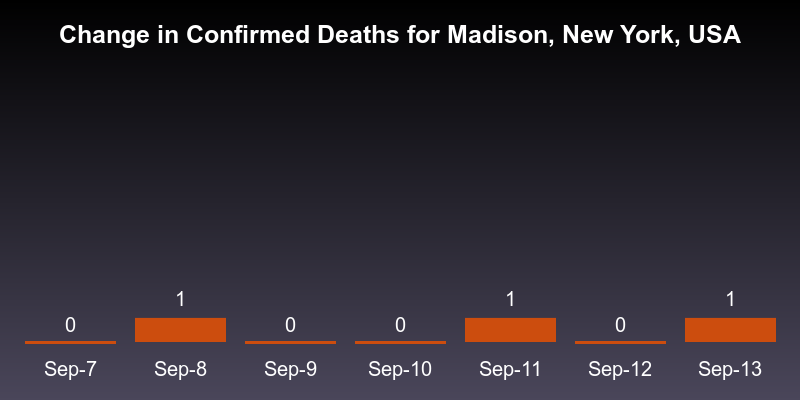 Change in Confirmed Deaths for Madison, New York, USA
0 1 0 0 1 0 1
Sep-7 Sep-8 Sep-9 Sep-10 Sep-11 Sep-12 Sep-13